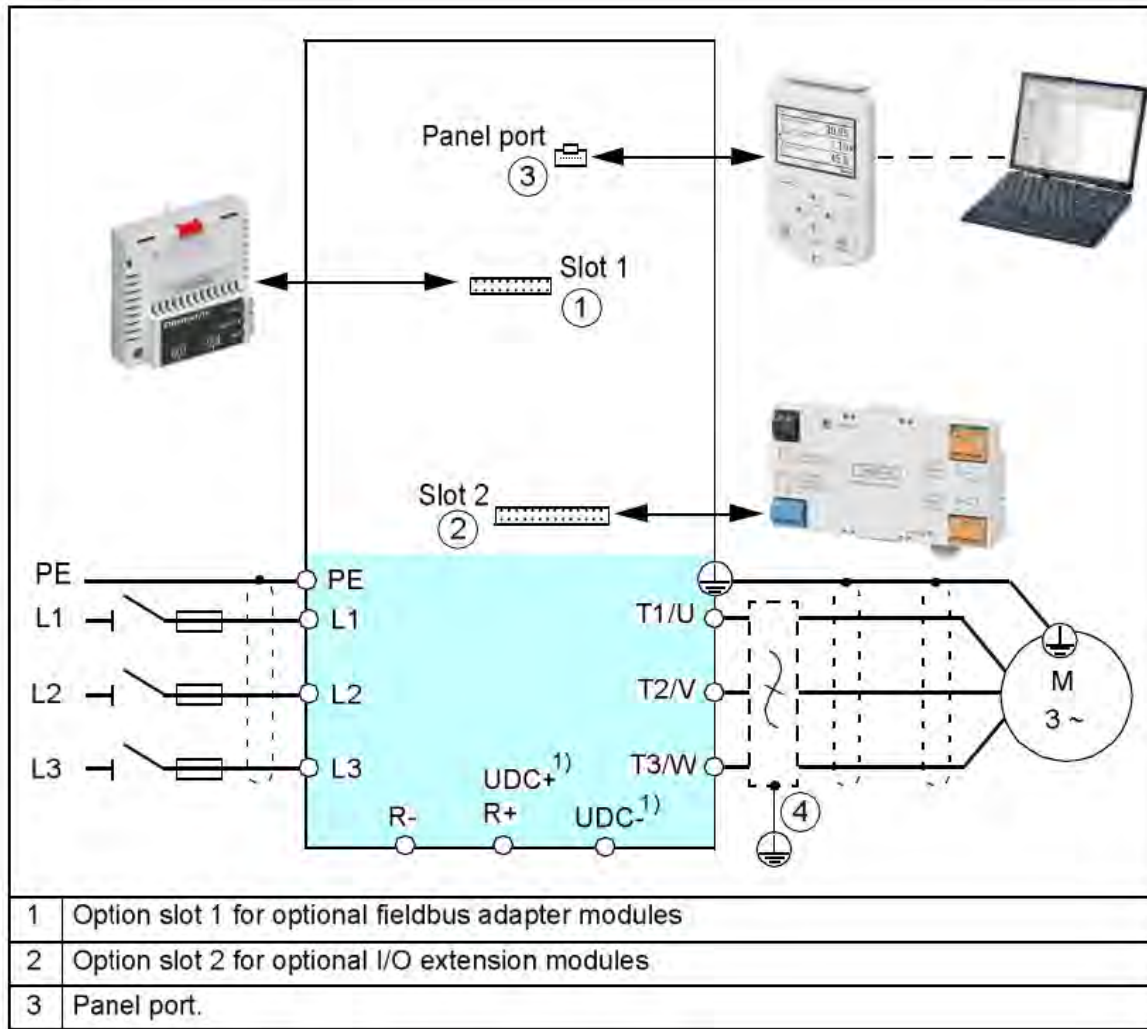 Panel port
3
Slot 1
1
Slot 2
2
PE PE
L1 L1 T1/U
L2 L2 T2/V M
3 ~
L3 L3 UDC+1) T3/W
R- R+ UDC-1) 4
1 Option slot 1 for optional fieldbus adapter modules
2 Option slot 2 for optional I/O extension modules
3 Panel port.